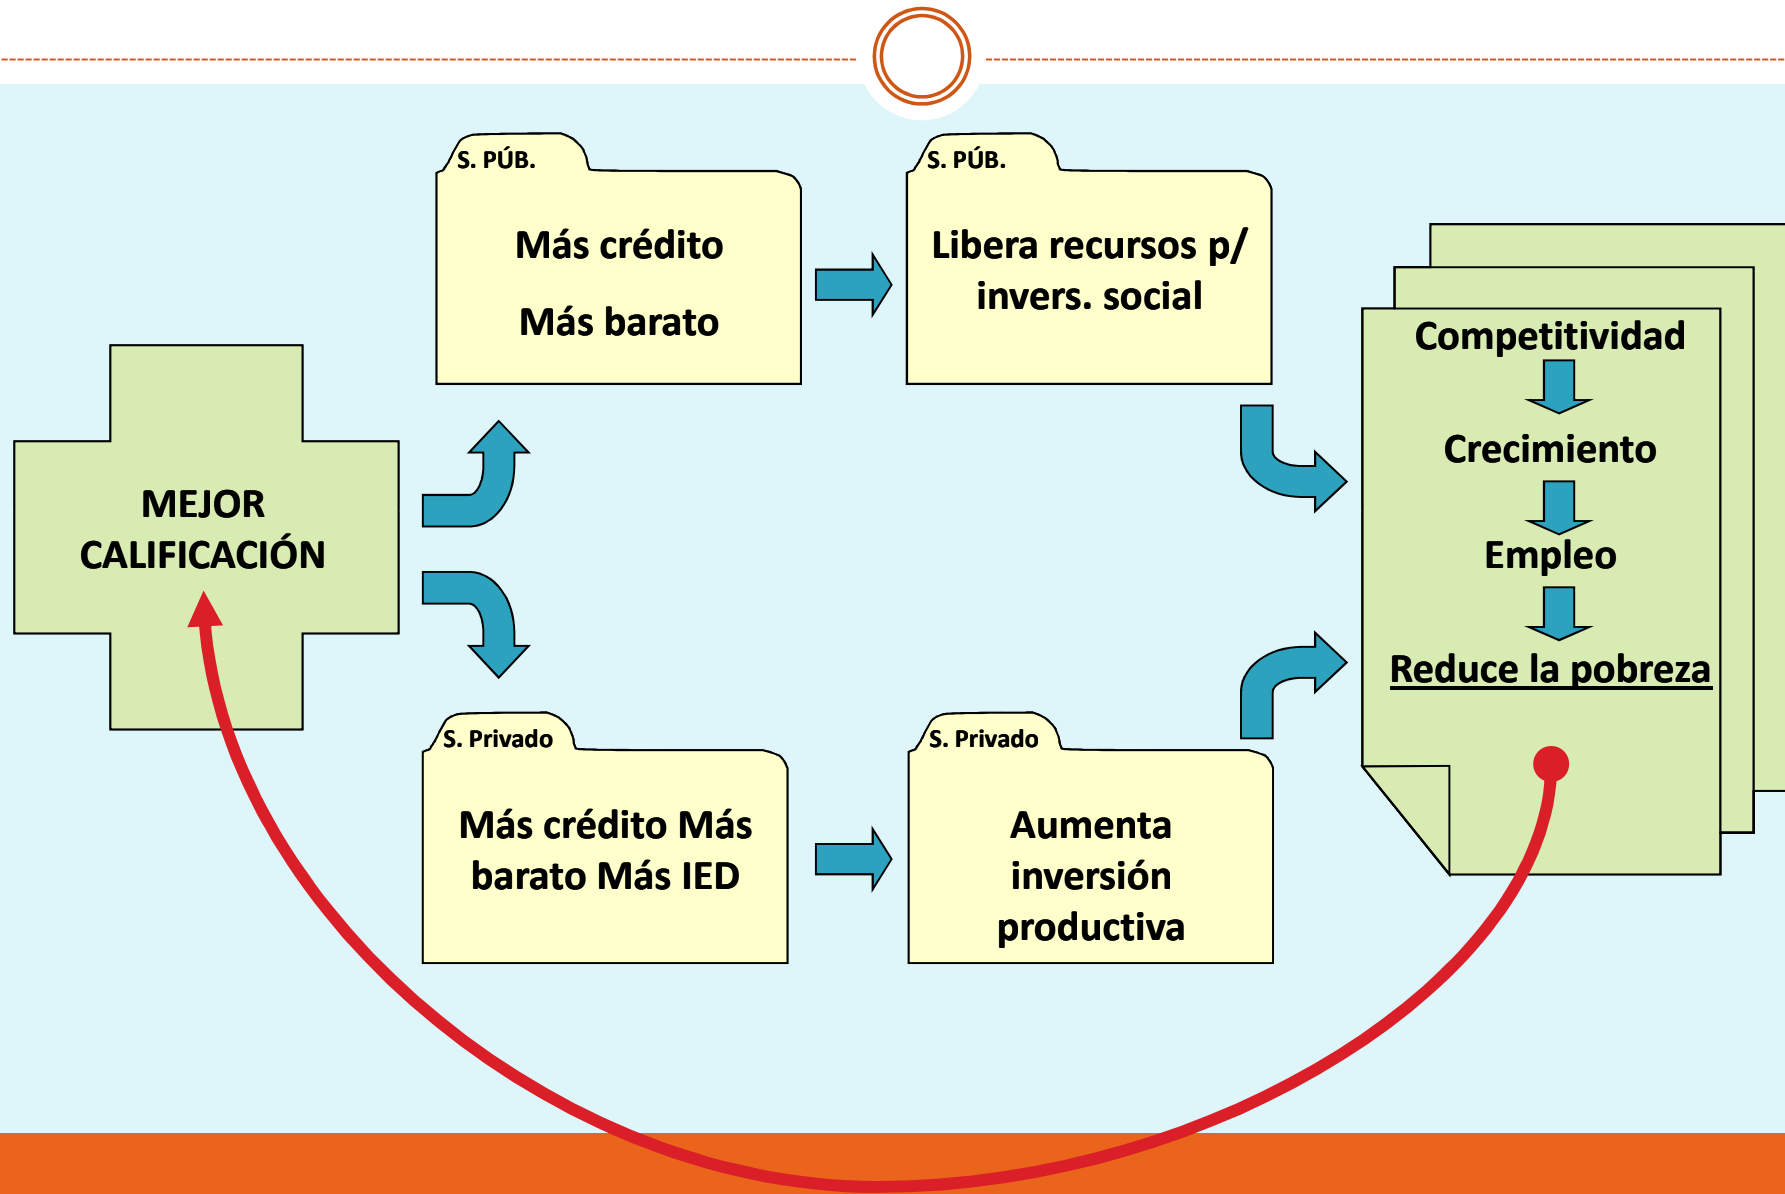 S. PÚB.
Más crédito
Más barato
S. PÚB.
Libera recursos p/
invers. social
MEJOR
CALIFICACIÓN
S. Privado
Más crédito Más
barato Más IED
S. Privado
Aumenta
inversión
productiva
Competitividad
Crecimiento
Empleo
Reduce la pobreza